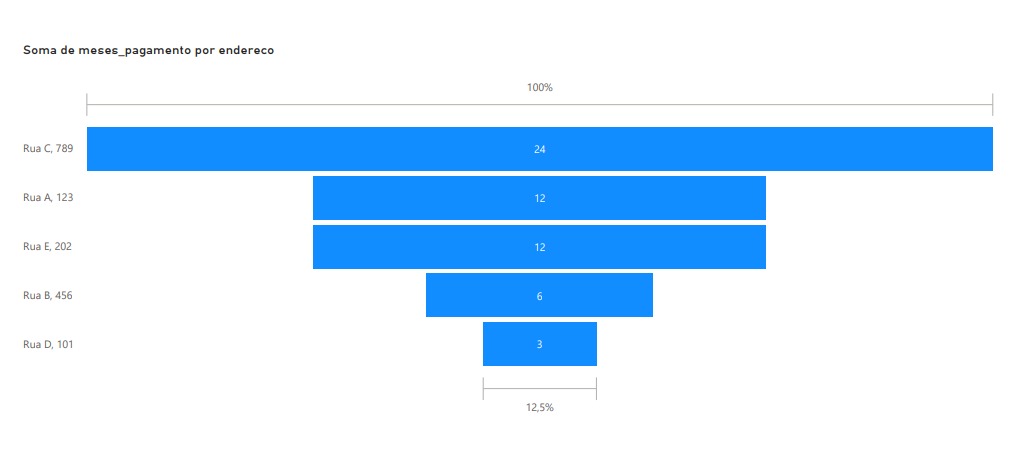 Soma de meses_pagamento por endereco
100%
Rua C, 789
24
Rua A, 123
12
Rua E, 202
12
Rua B, 456
6
Rua D, 101
3
12,5%